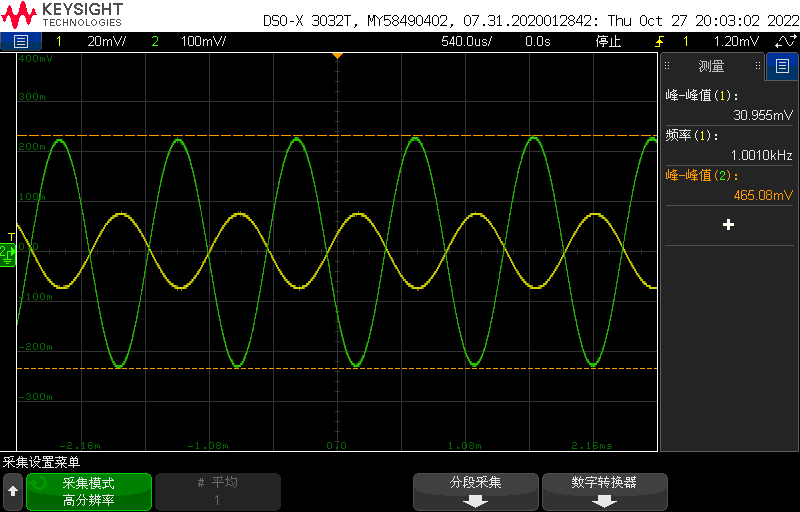 KEYSIGHT
TECHNOLOGIES
DSO-X 3032T, MY58490402, 07.31.2020012842: Thu Oct 27 20:03:02 2022
1 20mV/ 2 100mV/ 540.0us/ 0.0s 停止 1 1.20mV
400mV
300m
200m
100m
0.0
-100m
-200m
-300m
-2.16m -1.08m 0.0 1.08m 2.16ms
T
2
测量
峰-峰值(1):
30.955mV
频率(1):
1.0010kHz
峰-峰值(2):
465.08mV
采集设置菜单
采集模式
高分辨率
# 平均
1
分段采集
数字转换器